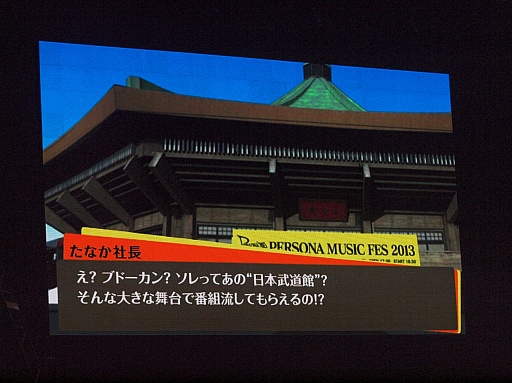 PERSONA MUSIC FES 2013
たなか社長
え? ブドーカン? ソレってあの“日本武道館”?
そんな大きな舞台で番組流してもらえるの!?